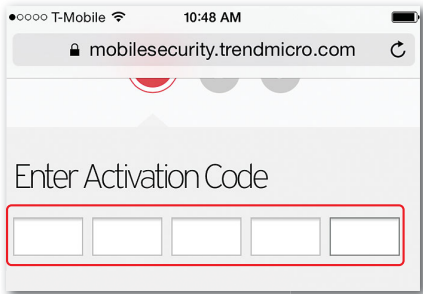 T-Mobile 10:48 AM
mobilesecurity.trendmicro.com
Enter Activation Code